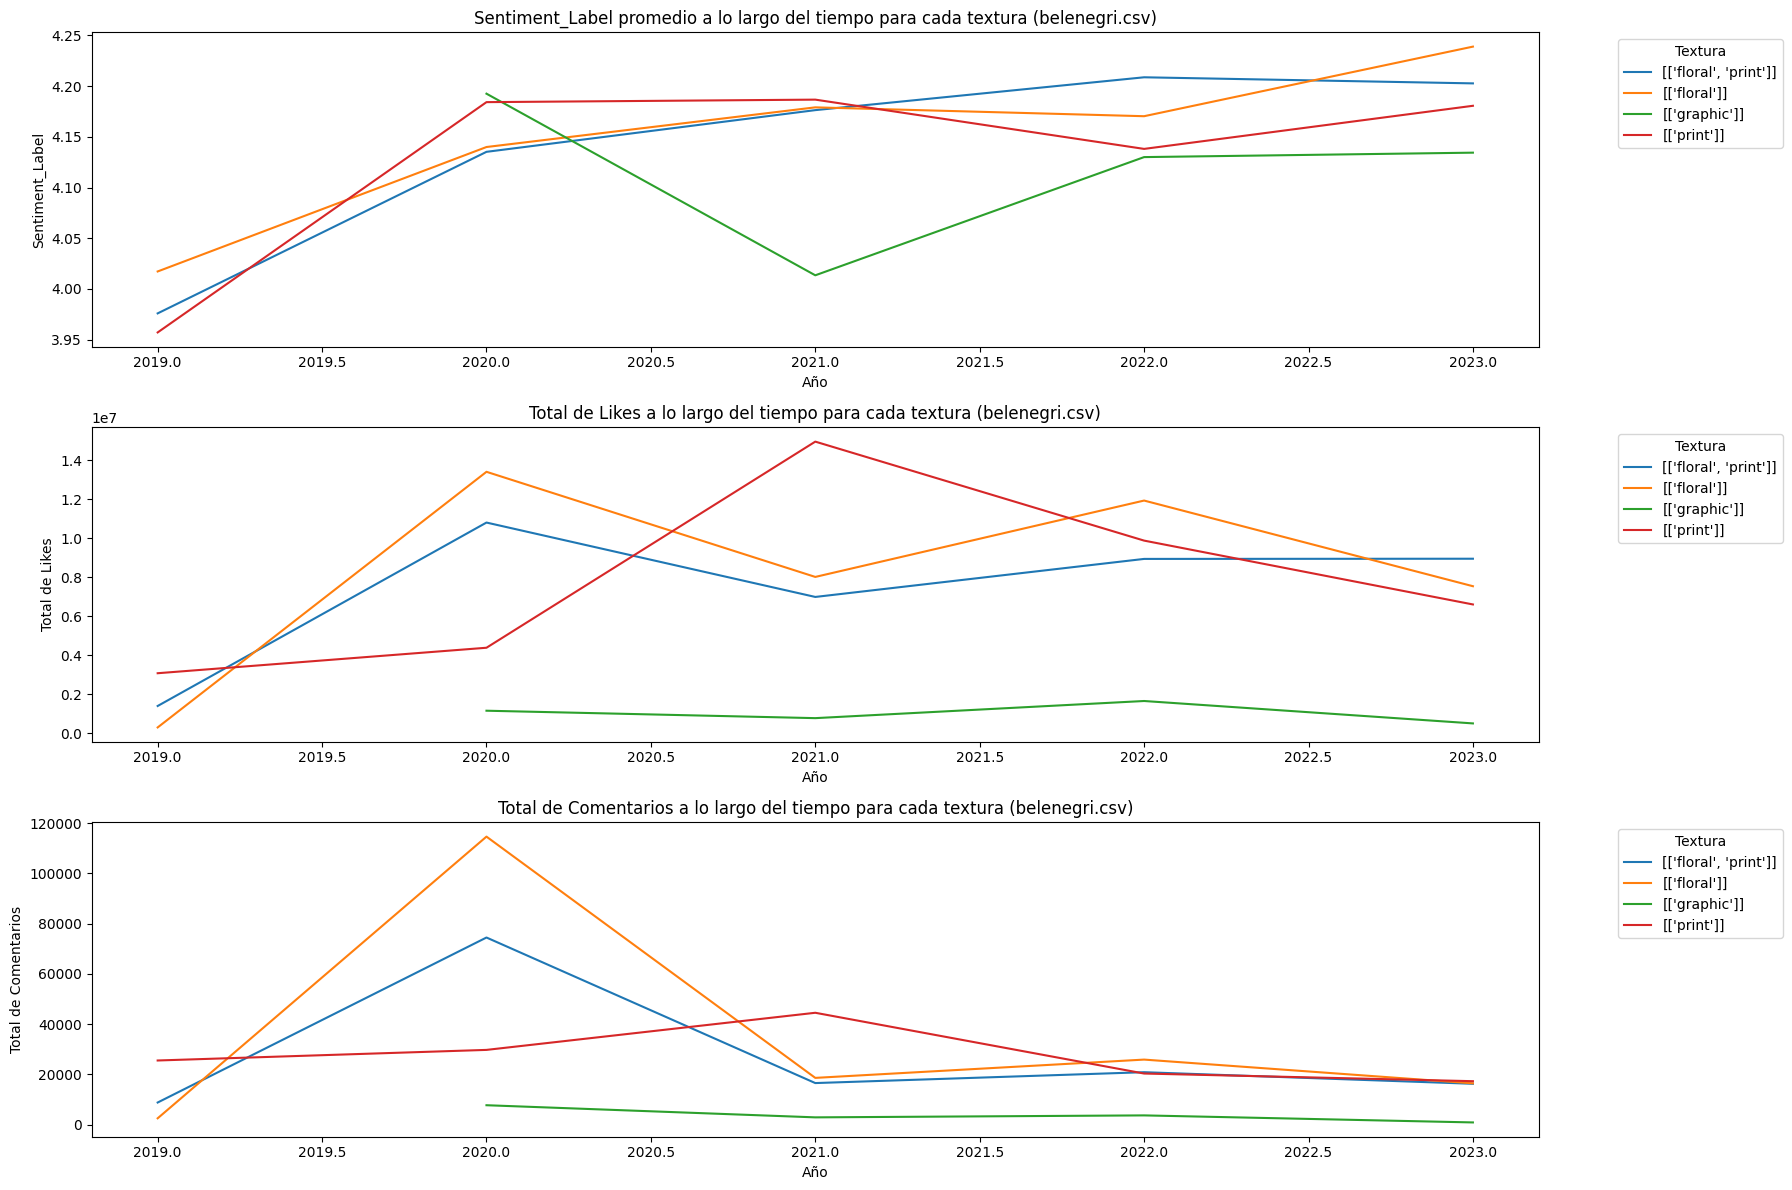 Sentiment_Label promedio a lo largo del tiempo para cada textura (belenegri.csv)
4.25
4.20
4.15
4.10
4.05
4.00
3.95
Sentiment_Label
2019.0 2019.5 2020.0 2020.5 2021.0 2021.5 2022.0 2022.5 2023.0
Año
Textura
[['floral', 'print']]
[['floral']]
[['graphic']]
[['print']]
Total de Likes a lo largo del tiempo para cada textura (belenegri.csv)
1e7
1.4
1.2
1.0
0.8
0.6
0.4
0.2
0.0
Total de Likes
2019.0 2019.5 2020.0 2020.5 2021.0 2021.5 2022.0 2022.5 2023.0
Año
Textura
[['floral', 'print']]
[['floral']]
[['graphic']]
[['print']]
Total de Comentarios a lo largo del tiempo para cada textura (belenegri.csv)
120000
100000
80000
60000
40000
20000
0
Total de Comentarios
2019.0 2019.5 2020.0 2020.5 2021.0 2021.5 2022.0 2022.5 2023.0
Año
Textura
[['floral', 'print']]
[['floral']]
[['graphic']]
[['print']]